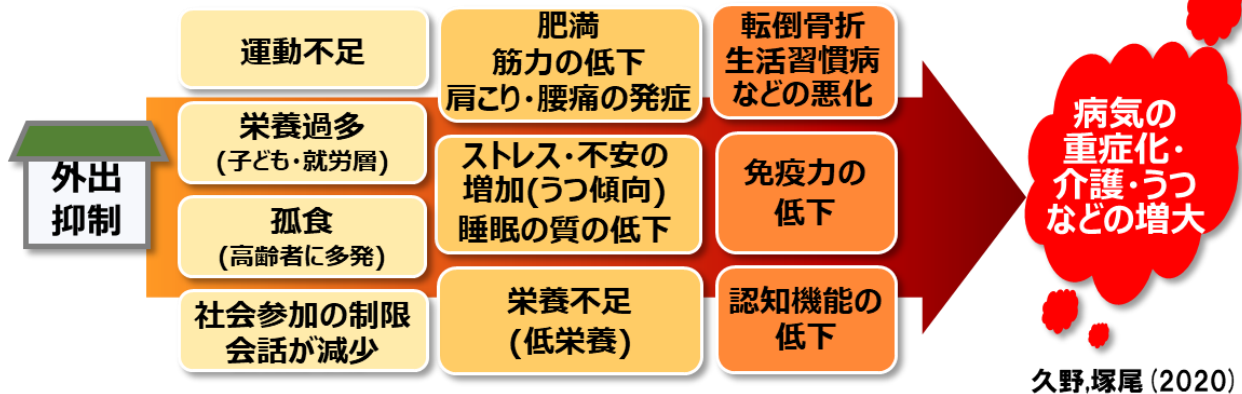 外出
抑制
運動不足
栄養過多
(子ども・就労層)
孤食
(高齢者に多発)
社会参加の制限
会話が減少
肥満
筋力の低下
肩こり・腰痛の発症
ストレス・不安の
増加(うつ傾向)
睡眠の質の低下
栄養不足
(低栄養)
転倒骨折
生活習慣病
などの悪化
免疫力の
低下
認知機能の
低下
病気の
重症化・
介護・うつ
などの増大
久野,塚尾(2020)